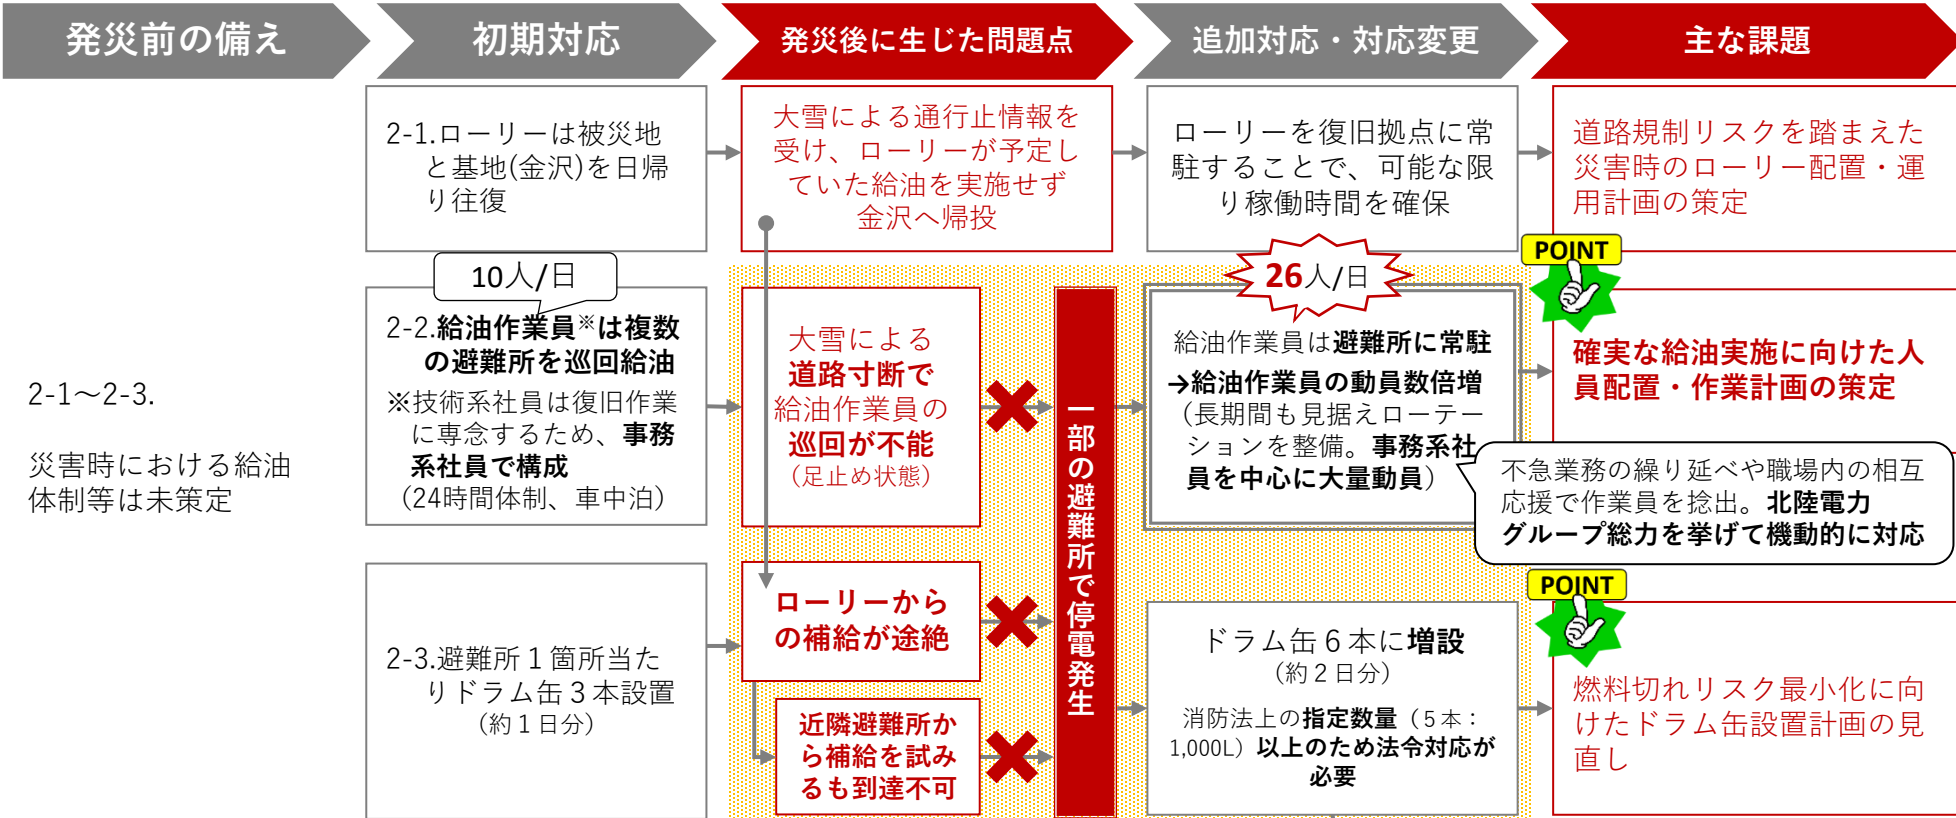 発災前の備え
初期対応
発災後に生じた問題点
追加対応・対応変更
主な課題
2-1～2-3.
災害時における給油
体制等は未策定
2-1.ローリーは被災地
と基地(金沢)を日帰
り往復
大雪による通行止情報を
受け、ローリーが予定し
ていた給油を実施せず
金沢へ帰投
ローリーを復旧拠点に常
駐することで、可能な限
り稼働時間を確保
道路規制リスクを踏まえた
災害時のローリー配置・運
用計画の策定
10人/日
2-2.給油作業員※は複数
の避難所を巡回給油
※技術系社員は復旧作業
に専念するため、事務
系社員で構成
（24時間体制、車中泊）
大雪による
道路寸断で
給油作業員の
巡回が不能
（足止め状態）
一部の避難所で停電発生
26人/日
給油作業員は避難所に常駐
→給油作業員の動員数倍増
（長期間も見据えローテー
ションを整備。事務系社
員を中心に大量動員）
POINT
確実な給油実施に向けた人
員配置・作業計画の策定
不急業務の繰り延べや職場内の相互
応援で作業員を捻出。北陸電力
グループ総力を挙げて機動的に対応
2-3.避難所１箇所当た
りドラム缶３本設置
（約１日分）
ローリーから
の補給が途絶
近隣避難所か
ら補給を試み
るも到達不可
ドラム缶６本に増設
（約２日分）
消防法上の指定数量（5本：
1,000L）以上のため法令対応が
必要
POINT
燃料切れリスク最小化に向
けたドラム缶設置計画の見
直し